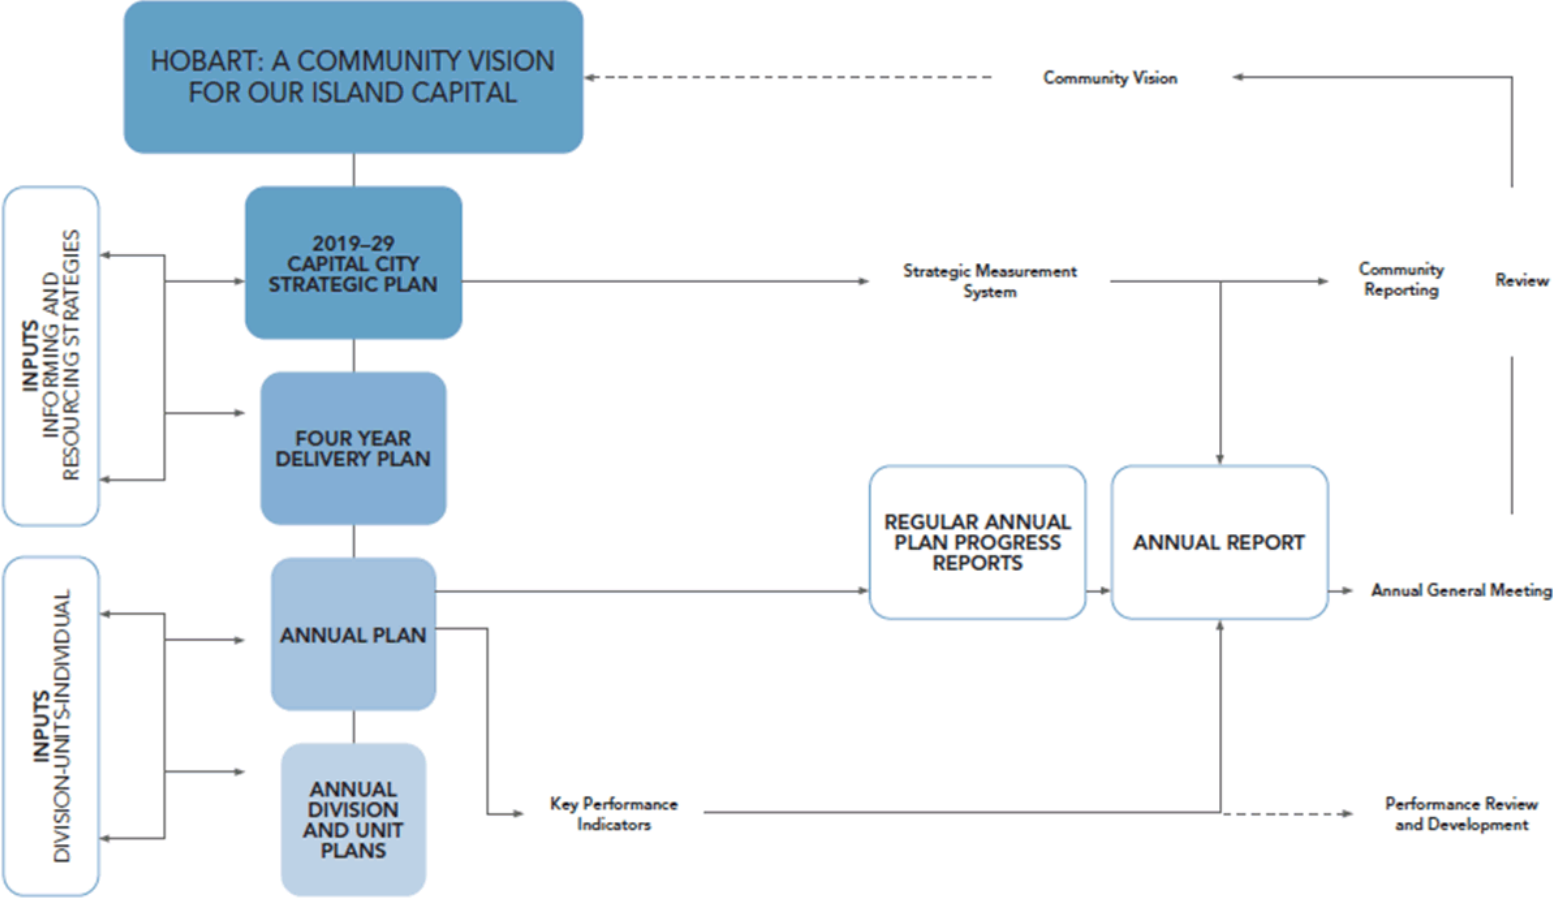 HOBART: A COMMUNITY VISION
FOR OUR ISLAND CAPITAL
Community Vision
INPUTS
INFORMING AND
RESOURCING STRATEGIES
2019–29
CAPITAL CITY
STRATEGIC PLAN
Strategic Measurement
System
Community
Reporting
Review
FOUR YEAR
DELIVERY PLAN
REGULAR ANNUAL
PLAN PROGRESS
REPORTS
ANNUAL REPORT
Annual General Meeting
INPUTS
DIVISION-UNITS-INDIVIDUAL
ANNUAL PLAN
ANNUAL
DIVISION
AND UNIT
PLANS
Key Performance
Indicators
Performance Review
and Development